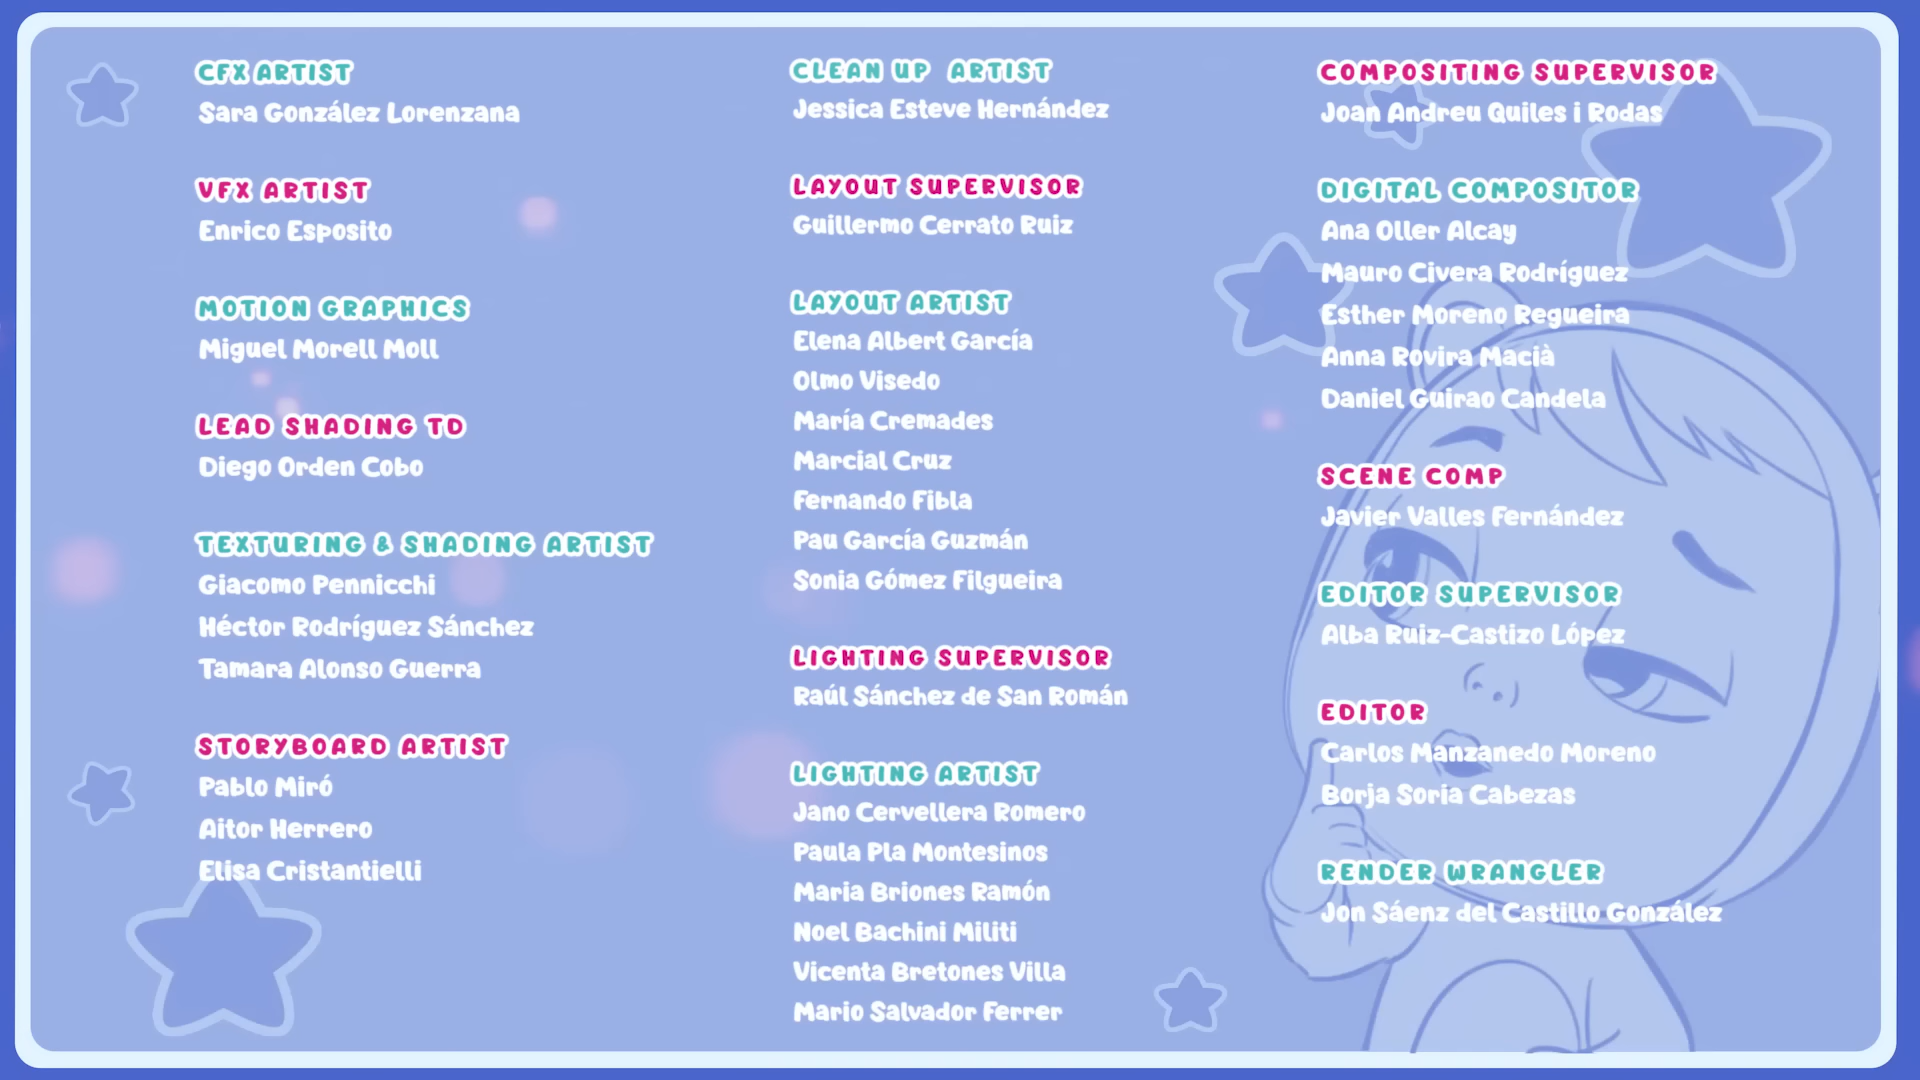 CFX ARTIST
Sara González Lorenzana
VFX ARTIST
Enrico Esposito
MOTION GRAPHICS
Miguel Morell Moll
LEAD SHADING TD
Diego Orden Cobo
TEXTURING & SHADING ARTIST
Giacomo Pennicchi
Héctor Rodríguez Sánchez
Tamara Alonso Guerra
STORYBOARD ARTIST
Pablo Miró
Aitor Herrero
Elisa Cristantielli
CLEAN UP ARTIST
Jessica Esteve Hernández
LAYOUT SUPERVISOR
Guillermo Cerrato Ruiz
LAYOUT ARTIST
Elena Albert García
Olmo Visedo
María Cremades
Marcial Cruz
Fernando Fibla
Pau García Guzmán
Sonia Gómez Filgueira
LIGHTING SUPERVISOR
Raúl Sánchez de San Román
LIGHTING ARTIST
Jano Cervellera Romero
Paula Pla Montesinos
Maria Briones Ramón
Noel Bachini Militi
Vicenta Bretones Villa
Mario Salvador Ferrer
COMPOSITING SUPERVISOR
Joan Andreu Quiles i Rodas
DIGITAL COMPOSITOR
Ana Oller Alcay
Mauro Civera Rodríguez
Esther Moreno Regueira
Anna Rovira Macià
Daniel Guirao Candela
SCENE COMP
Javier Valles Fernández
EDITOR SUPERVISOR
Alba Ruiz-Castizo López
EDITOR
Carlos Manzanedo Moreno
Borja Soria Cabezas
RENDER WRANGLER
Jon Sáenz del Castillo González